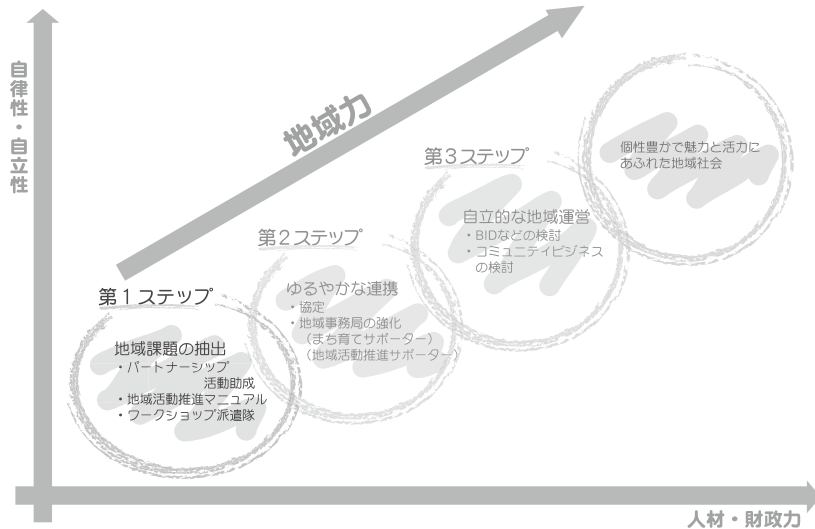 自律性・自立性
地域力
第1ステップ
地域課題の抽出
・パートナーシップ
活動助成
・地域活動推進マニュアル
・ワークショップ派遣隊
第2ステップ
ゆるやかな連携
・協定
・地域事務局の強化
（まち育てサポーター）
（地域活動推進サポーター）
第3ステップ
自立的な地域運営
・BIDなどの検討
・コミュニティビジネス
の検討
個性豊かで魅力と活力に
あふれた地域社会
人材・財政力